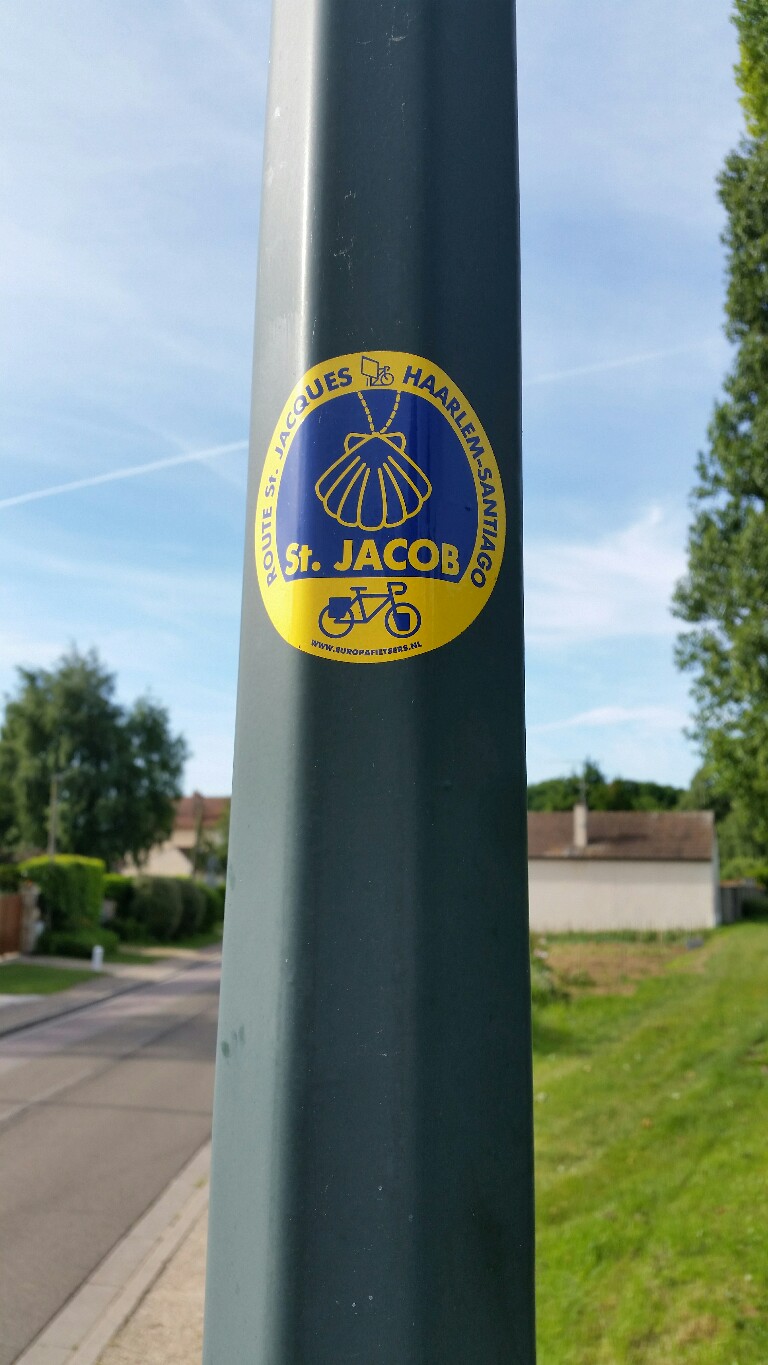 ROUTE St. JACQUES HAARLEM-SANTIAGO
St. JACOB
WWW.EUROPAFIETSERS.NL